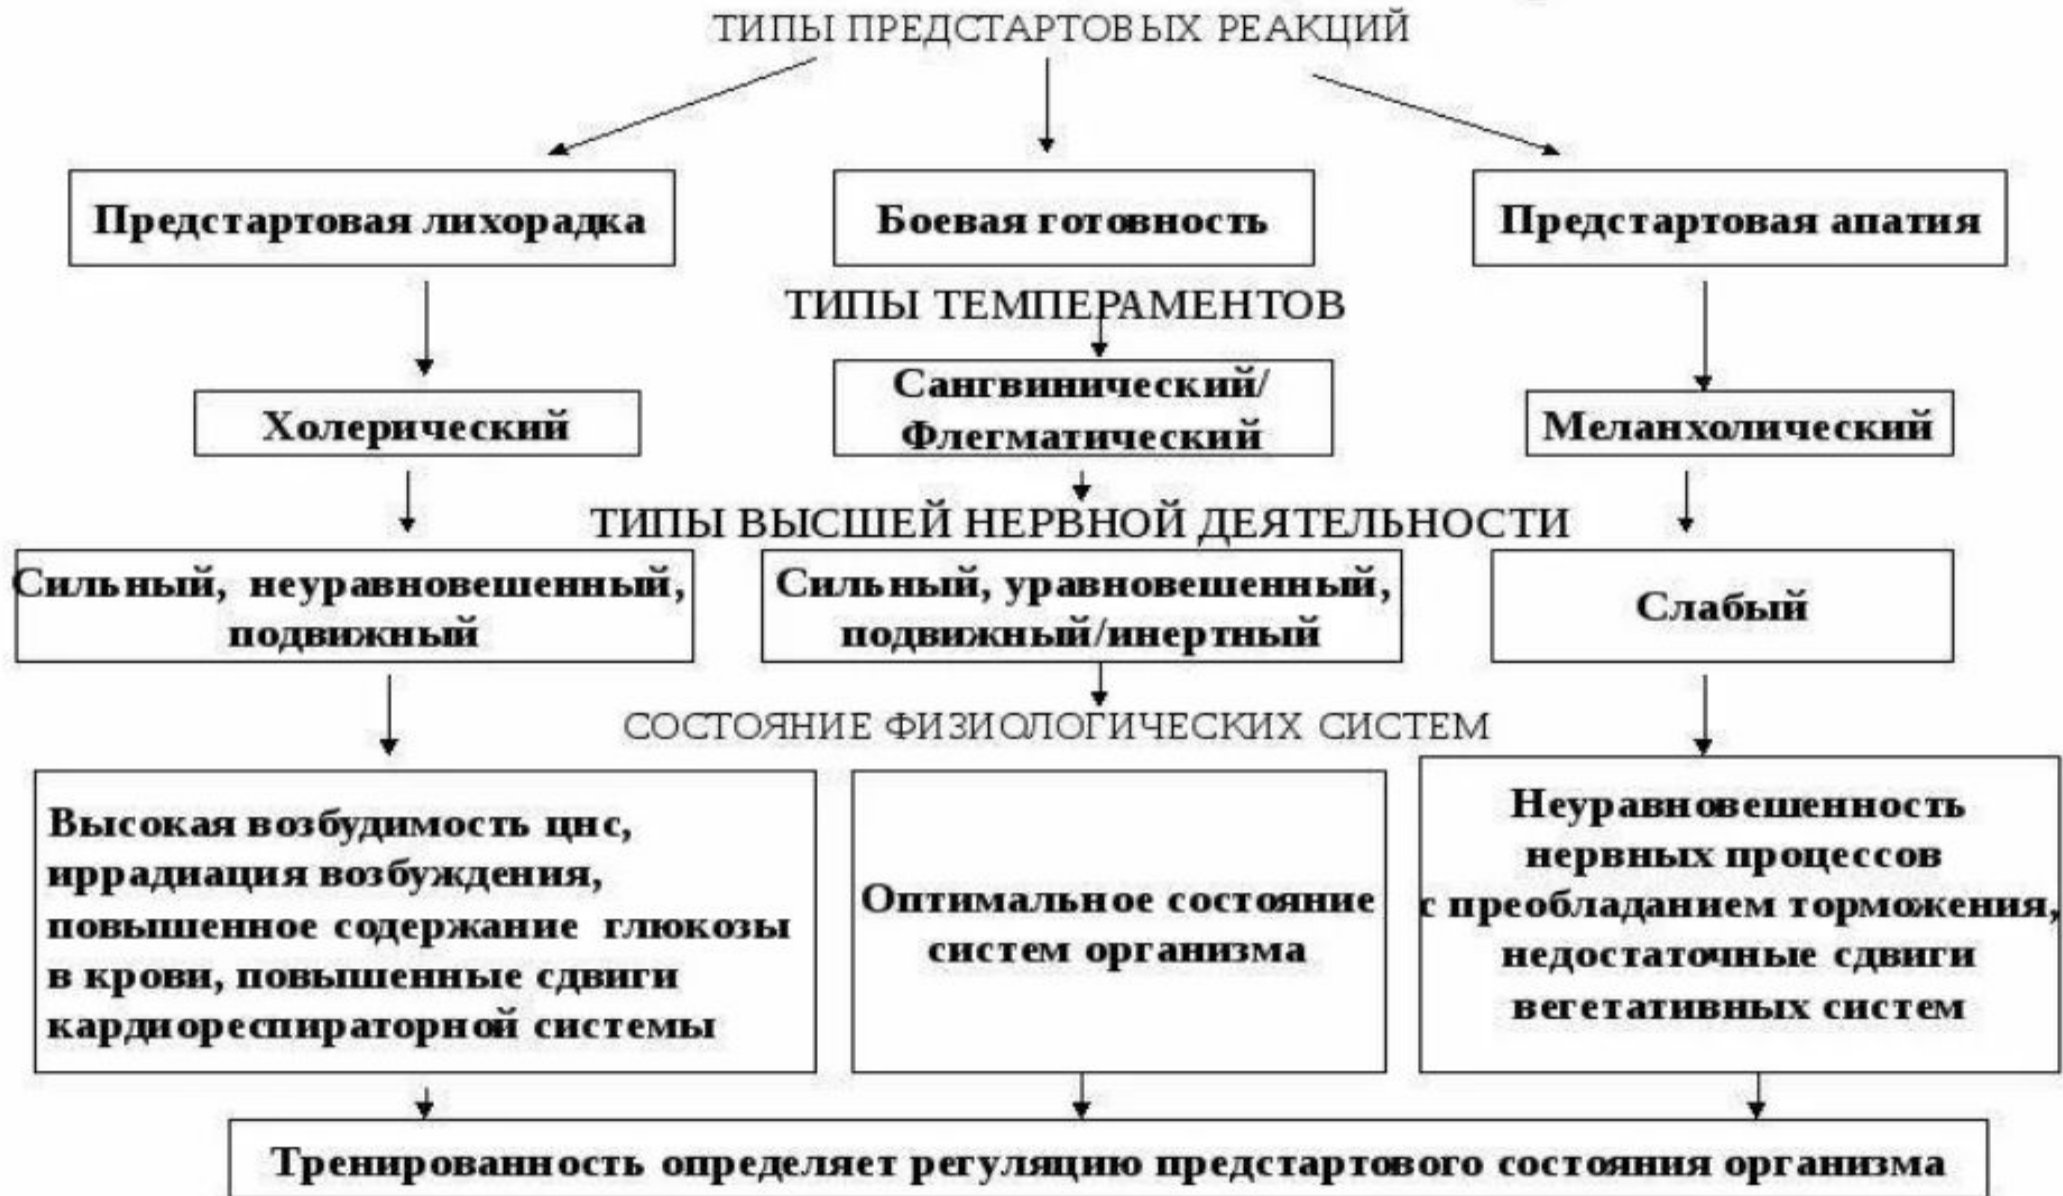 ТИПЫ ПРЕДСТАРТОВЫХ РЕАКЦИЙ
Предстартовая лихорадка
Боевая готовность
Предстартовая апатия
ТИПЫ ТЕМПЕРАМЕНТОВ
Холерический
Сангвинический/
Флегматический
Меланхолический
ТИПЫ ВЫСШЕЙ НЕРВНОЙ ДЕЯТЕЛЬНОСТИ
Сильный, неуравновешенный,
подвижный
Сильный, уравновешенный,
подвижный/инертный
Слабый
СОСТОЯНИЕ ФИЗИОЛОГИЧЕСКИХ СИСТЕМ
Высокая возбудимость цнс,
иррадиация возбуждения,
повышенное содержание глюкозы
в крови, повышенные сдвиги
кардиореспираторной системы
Оптимальное состояние
систем организма
Неуравновешенность
нервных процессов
с преобладанием торможения,
недостаточные сдвиги
вегетативных систем
Тренированность определяет регуляцию предстартового состояния организма